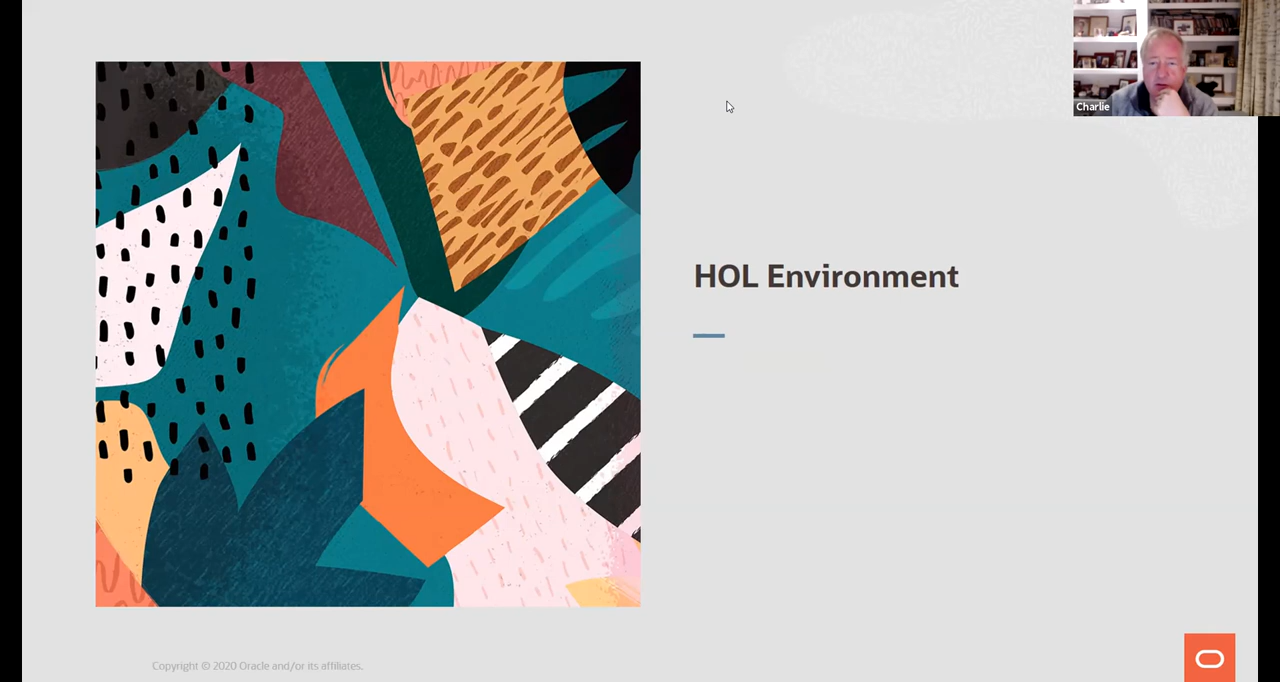 Charlie
HOL Environment
Copyright © 2020 Oracle and/or its affiliates.